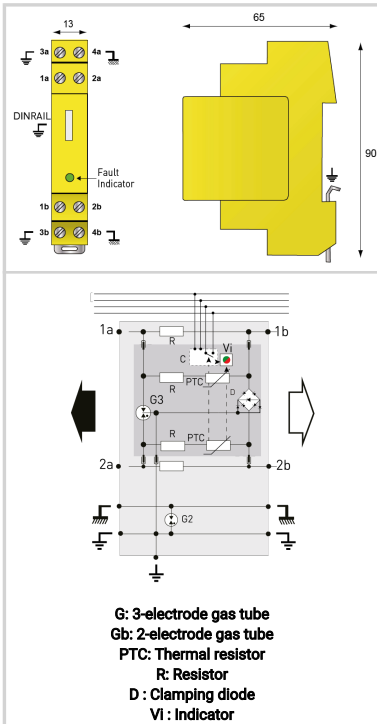 13
65
3a
4a
1a
2a
DINRAIL
90
Fault
Indicator
1b
2b
3b
4b
1a
R
1b
C
Vi
R
PTC
D
G3
R
PTC
2a
2b
G2
G: 3-electrode gas tube
Gb: 2-electrode gas tube
PTC: Thermal resistor
R: Resistor
D : Clamping diode
Vi : Indicator